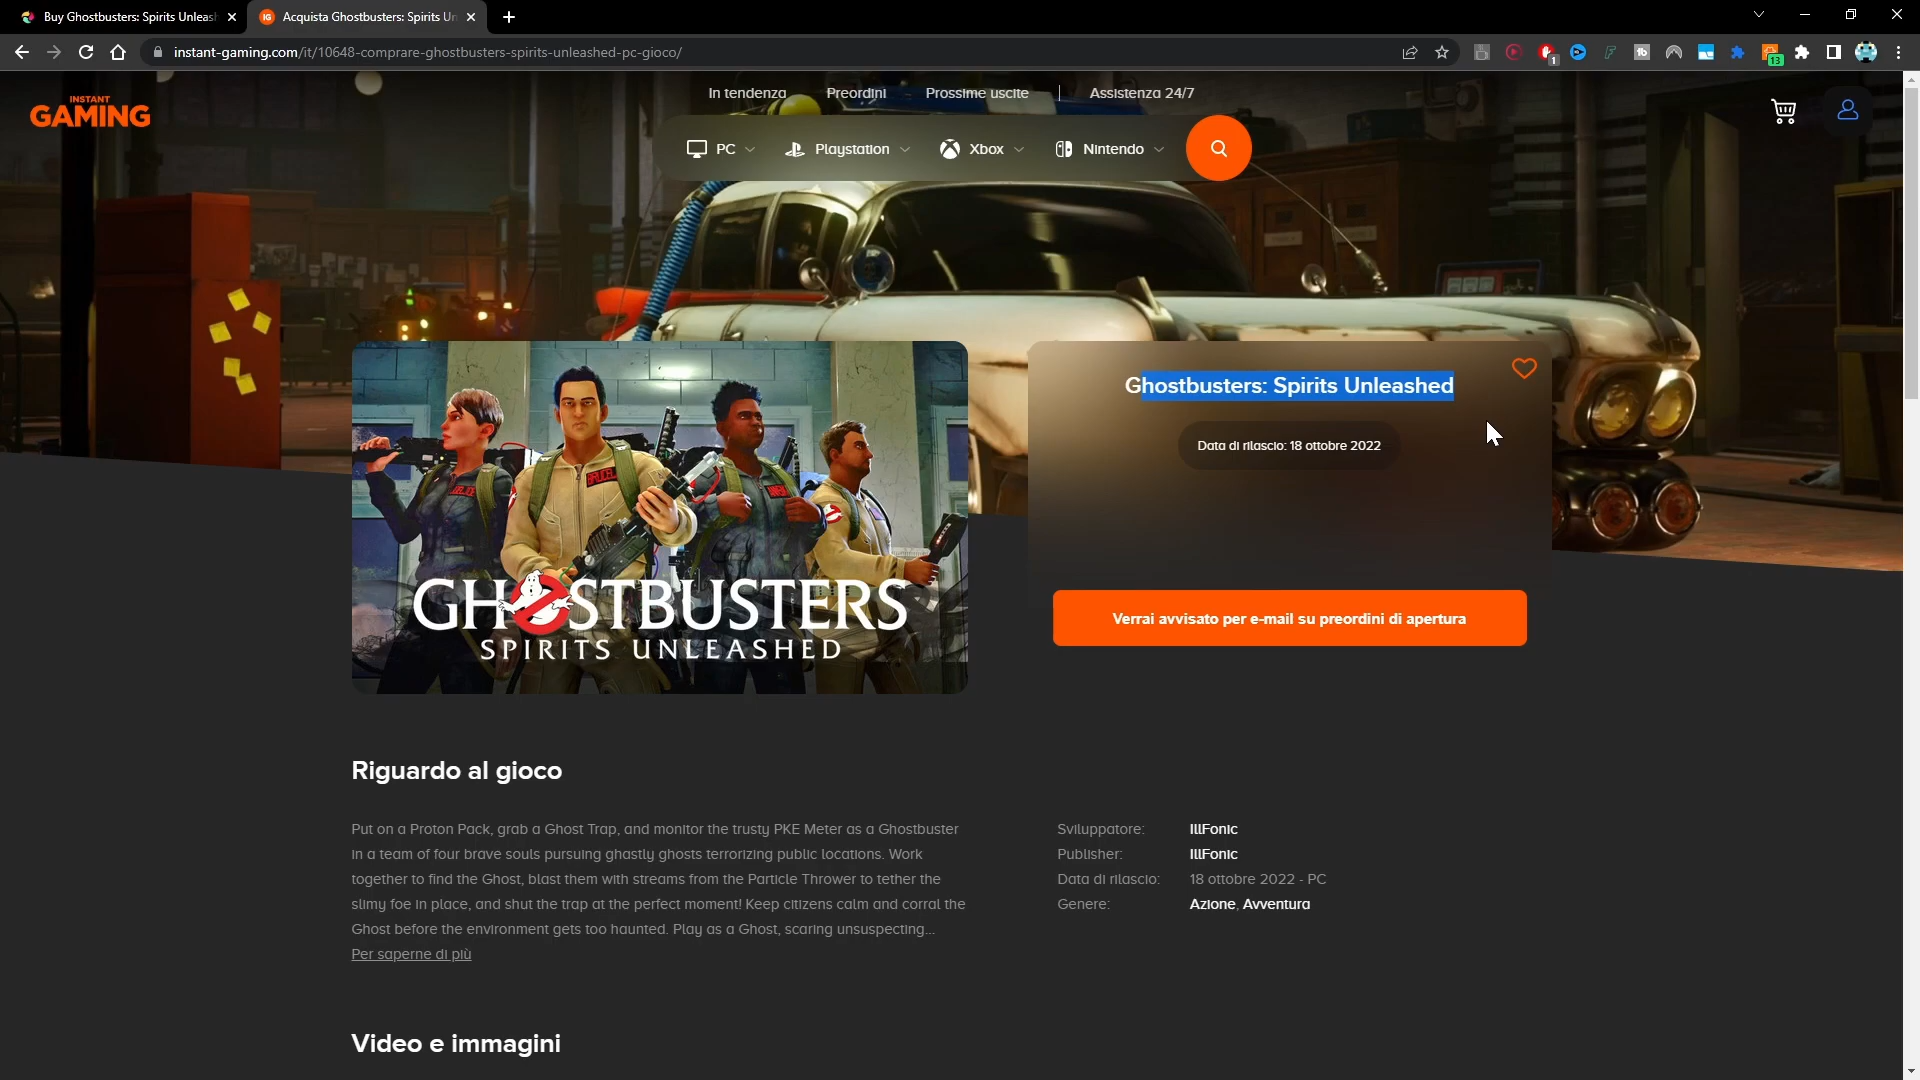 Buy Ghostbusters: Spirits Unleash
Acquista Ghostbusters: Spirits Un
instant-gaming.com/it/10648-comprare-ghostbusters-spirits-unleashed-pc-gioco/
1
13
In tendenza
Preordini
Prossime uscite
Assistenza 24/7
INSTANT
GAMING
PC
Playstation
Xbox
Nintendo
Ghostbusters: Spirits Unleashed
Data di rilascio: 18 ottobre 2022
GHOSTBUSTERS
SPIRITS UNLEASHED
Verrai avvisato per e-mail su preordini di apertura
Riguardo al gioco
Put on a Proton Pack, grab a Ghost Trap, and monitor the trusty PKE Meter as a Ghostbuster
in a team of four brave souls pursuing ghastly ghosts terrorizing public locations. Work
together to find the Ghost, blast them with streams from the Particle Thrower to tether the
slimy foe in place, and shut the trap at the perfect moment! Keep citizens calm and corral the
Ghost before the environment gets too haunted. Play as a Ghost, scaring unsuspecting...
Per saperne di più
Sviluppatore: IllFonic
Publisher: IllFonic
Data di rilascio: 18 ottobre 2022 - PC
Genere: Azione, Avventura
Video e immagini